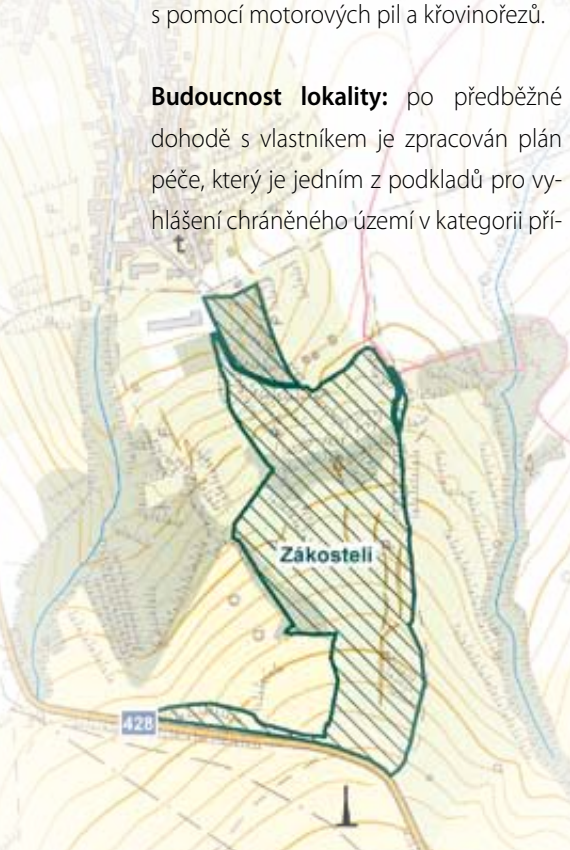 s pomocí motorových pil a křovinořezů.
Budoucnost lokality: po předběžné
dohodě s vlastníkem je zpracován plán
péče, který je jedním z podkladů pro vy-
hlášení chráněného území v kategorii pří-
Zákostelí
428